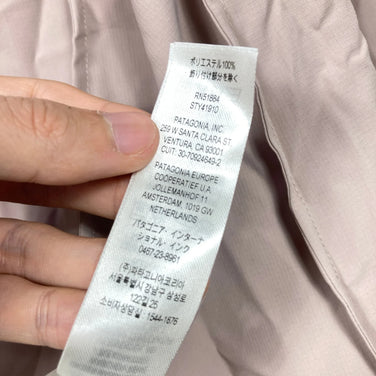 ポリエステル100%
飾り付け部分を除く
RN51884
STY41910
PATAGONIA, INC.
259 W SANTA CLARA ST.
VENTURA, CA 93001
CUIT: 30-70924649-2
PATAGONIA EUROPE
COOPERATIEF U.A.
JOLLEMANHOF 11
AMSTERDAM, 1019 GW
NETHERLANDS
パタゴニア・インターナ
ショナル・インク
0467-23-8961
(주)파타고니아코리아
서울특별시 강남구 삼성로
122길 25
소비자상담실: 1544-1876